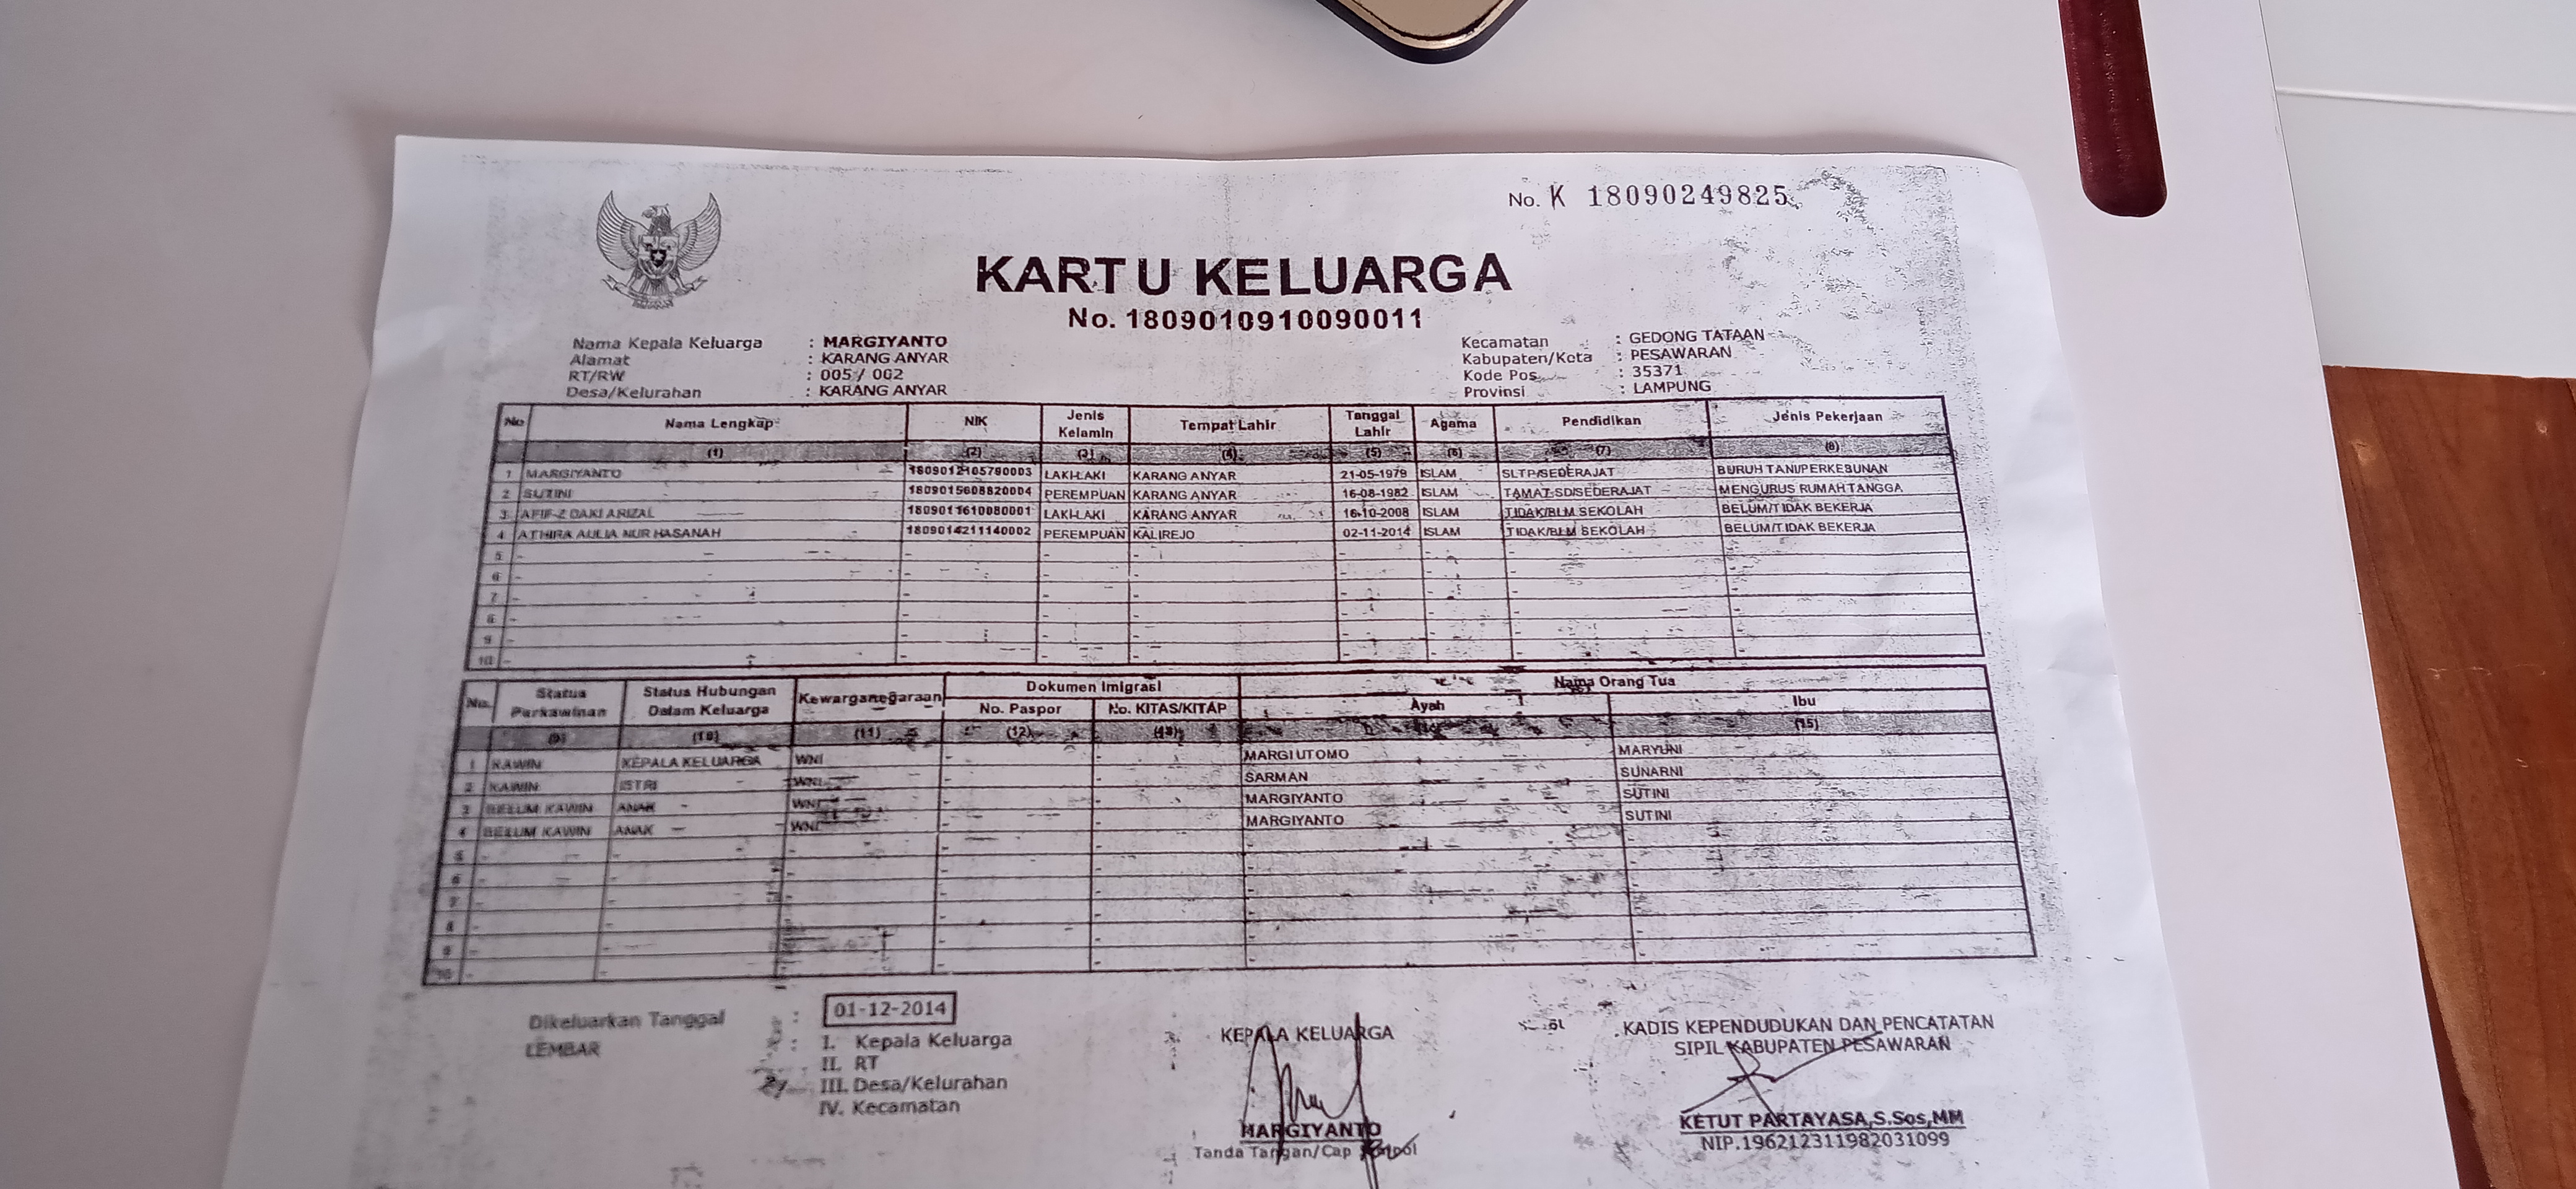 No. K 18090249825
KARTU KELUARGA
No. 1809010910090011
Nama Kepala Keluarga : MARGIYANTO
Alamat : KARANG ANYAR
RT/RW : 005 / 002
Desa/Kelurahan : KARANG ANYAR
Kecamatan : GEDONG TATAAN
Kabupaten/Kota : PESAWARAN
Kode Pos : 35371
Provinsi : LAMPUNG
No Nama Lengkap NIK Jenis Kelamin Tempat Lahir Tanggal Lahir Agama Pendidikan Jenis Pekerjaan
(1) (2) (3) (4) (5) (6) (7) (8)
1 MARGIYANTO 1809012105790003 LAKI-LAKI KARANG ANYAR 21-05-1979 ISLAM SLTP/SEDERAJAT BURUH TANI/PERKEBUNAN
2 SUTINI 1809015608820004 PEREMPUAN KARANG ANYAR 16-08-1982 ISLAM TAMAT SD/SEDERAJAT MENGURUS RUMAH TANGGA
3 AFIF Z DAKI ARIZAL 1809011610080001 LAKI-LAKI KARANG ANYAR 16-10-2008 ISLAM TIDAK/BLM SEKOLAH BELUM/TIDAK BEKERJA
4 ATHIRA AULIA NUR HASANAH 1809014211140002 PEREMPUAN KALIREJO 02-11-2014 ISLAM TIDAK/BLM SEKOLAH BELUM/TIDAK BEKERJA
5 - - - - - - - -
6 - - - - - - - -
7 - - - - - - - -
8 - - - - - - - -
9 - - - - - - - -
10 - - - - - - - -
No. Status Perkawinan Status Hubungan Dalam Keluarga Kewarganegaraan Dokumen Imigrasi Nama Orang Tua
No. Paspor No. KITAS/KITAP Ayah Ibu
(9) (10) (11) (12) (13) (15)
1 KAWIN KEPALA KELUARGA WNI - - MARGI UTOMO MARYUNI
2 KAWIN ISTRI WNI - - SARMAN SUNARNI
3 BELUM KAWIN ANAK WNI - - MARGIYANTO SUTINI
4 BELUM KAWIN ANAK WNI - - MARGIYANTO SUTINI
5 - - - - - - -
6 - - - - - - -
7 - - - - - - -
8 - - - - - - -
9 - - - - - - -
10 - - - - - - -
Dikeluarkan Tanggal : 01-12-2014
LEMBAR : I. Kepala Keluarga
II. RT
III. Desa/Kelurahan
IV. Kecamatan
KEPALA KELUARGA
MARGIYANTO
Tanda Tangan/Cap
KADIS KEPENDUDUKAN DAN PENCATATAN
SIPIL KABUPATEN PESAWARAN
KETUT PARTAYASA,S.Sos,MM
NIP.196212311982031099